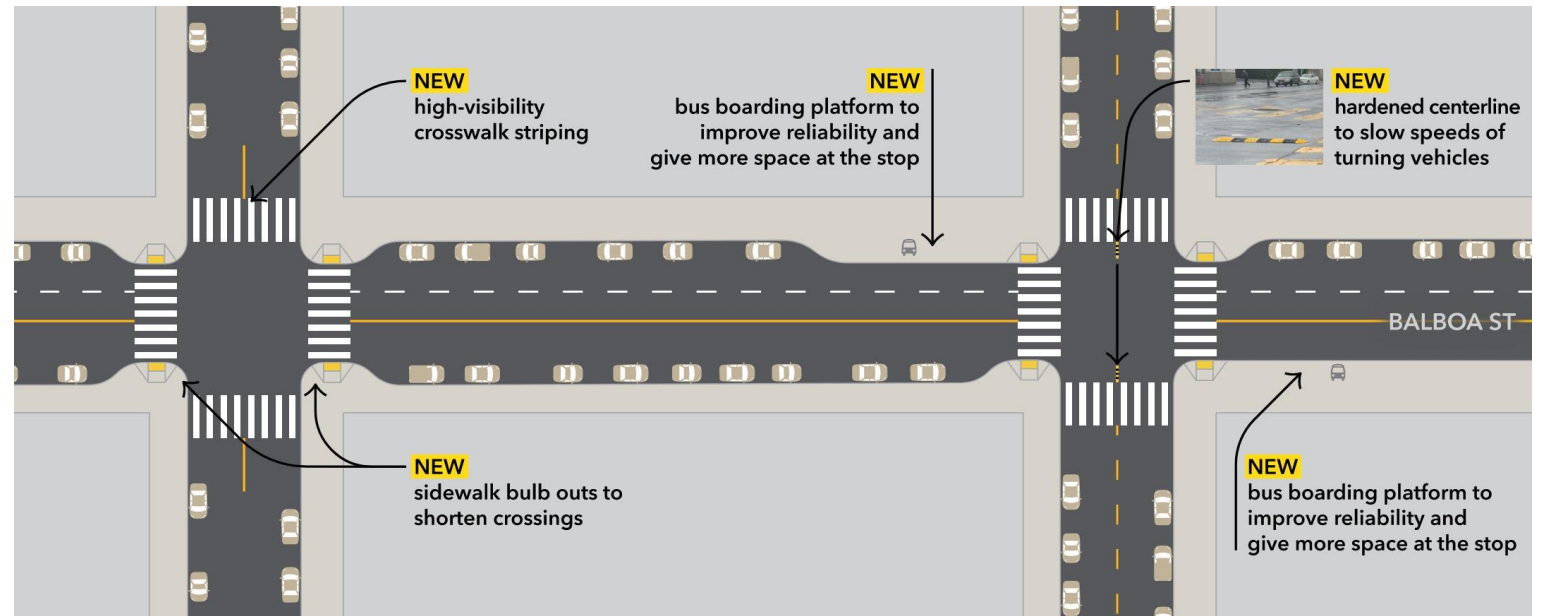 NEW
high-visibility
crosswalk striping
NEW
bus boarding platform to
improve reliability and
give more space at the stop
NEW
hardened centerline
to slow speeds of
turning vehicles
BALBOA ST
NEW
sidewalk bulb outs to
shorten crossings
NEW
bus boarding platform to
improve reliability and
give more space at the stop